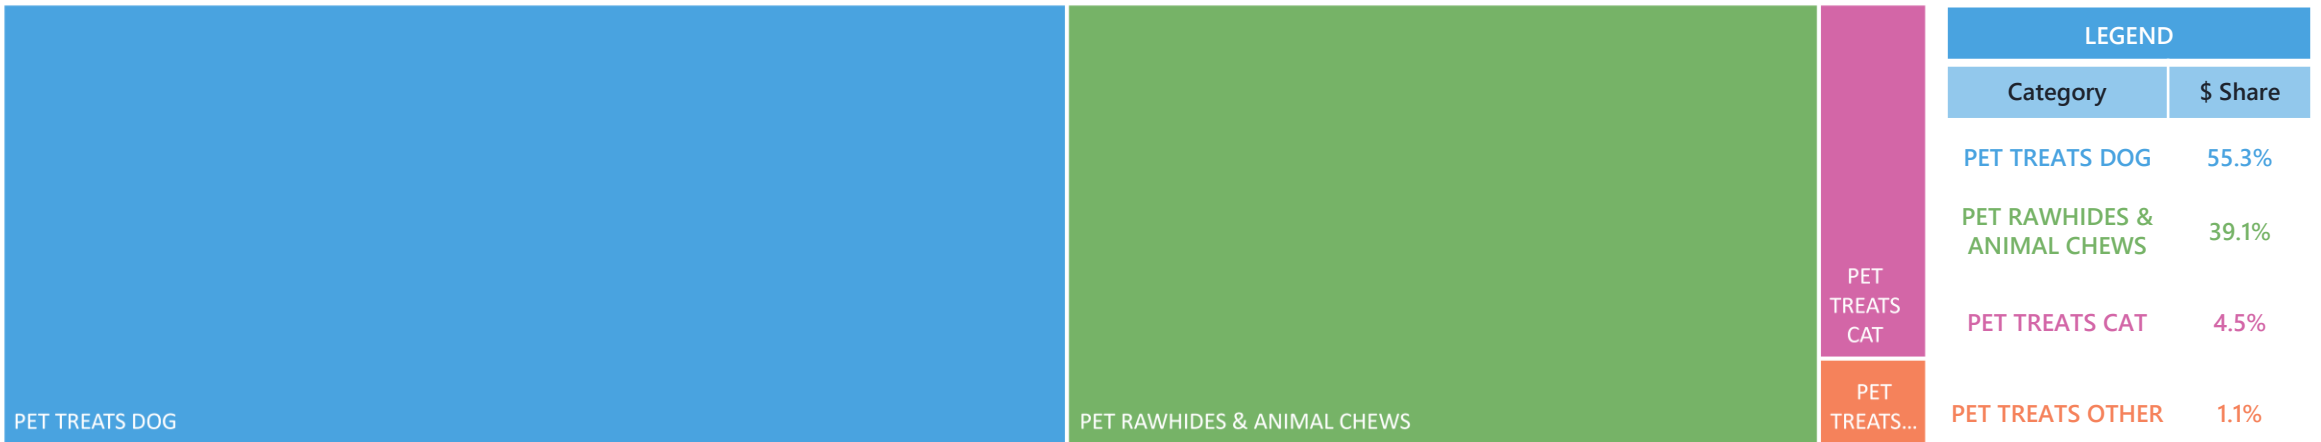 PET TREATS DOG
PET RAWHIDES & ANIMAL CHEWS
PET
TREATS
CAT
PET
TREATS...
LEGEND
Category $ Share
PET TREATS DOG 55.3%
PET RAWHIDES &
ANIMAL CHEWS 39.1%
PET TREATS CAT 4.5%
PET TREATS OTHER 1.1%